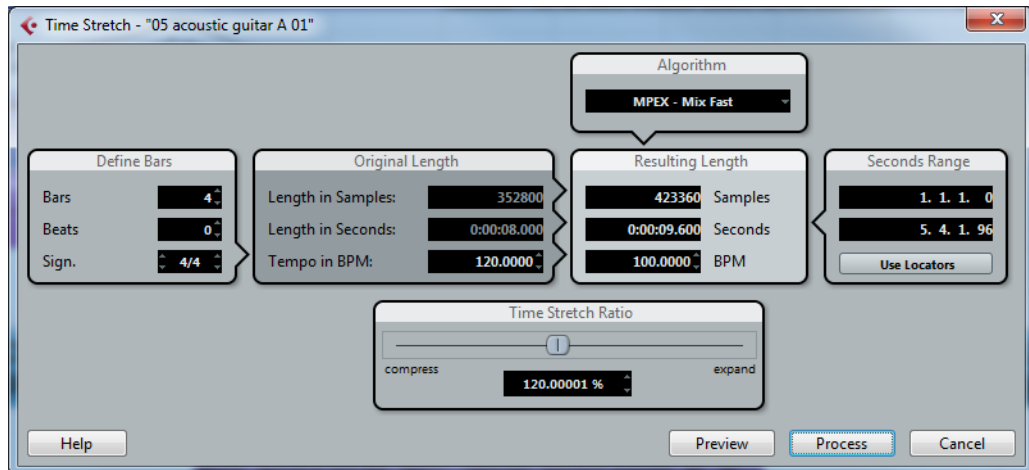 Time Stretch - "05 acoustic guitar A 01"
Algorithm
MPEX - Mix Fast
Define Bars
Bars 4
Beats 0
Sign. 4/4
Original Length
Length in Samples: 352800
Length in Seconds: 0:00:08.000
Tempo in BPM: 120.0000
Resulting Length
423360 Samples
0:00:09.600 Seconds
100.0000 BPM
Seconds Range
1. 1. 1. 0
5. 4. 1. 96
Use Locators
Time Stretch Ratio
compress expand
120.00001 %
Help Preview Process Cancel